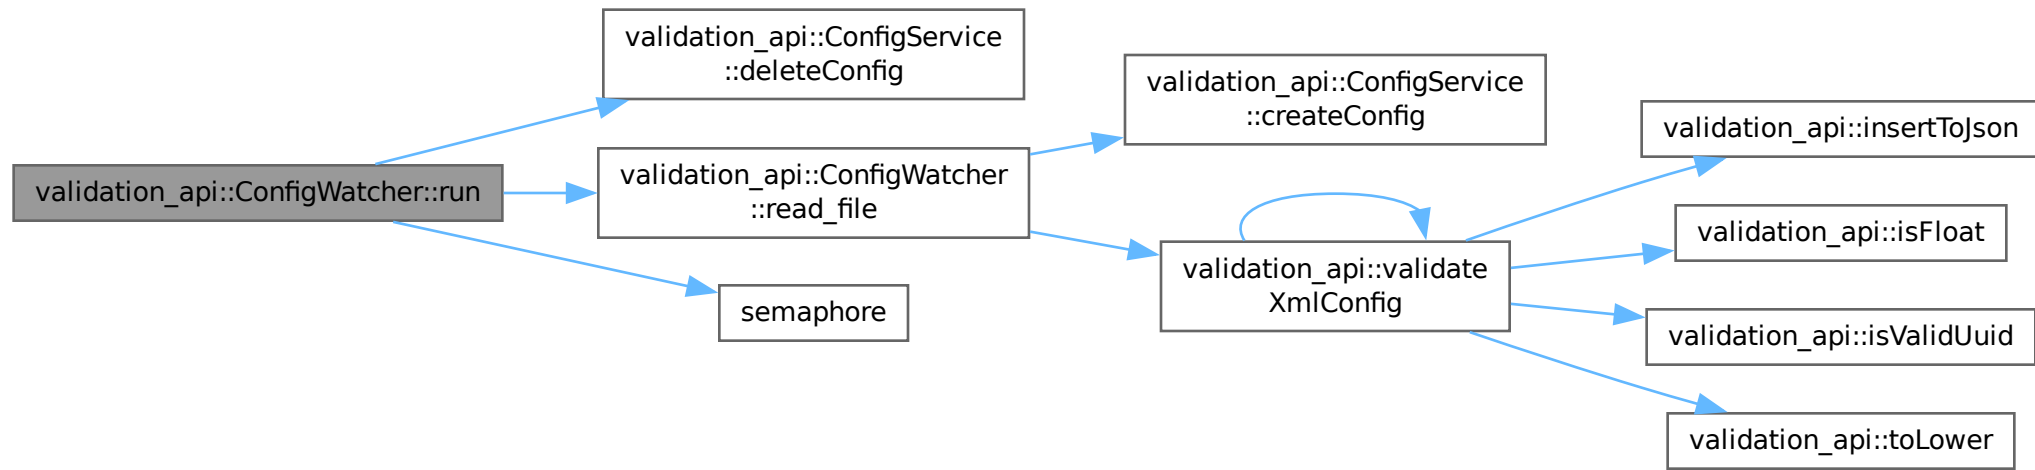 validation_api::ConfigWatcher::run
validation_api::ConfigService
::deleteConfig
validation_api::ConfigWatcher
::read_file
semaphore
validation_api::ConfigService
::createConfig
validation_api::validate
XmlConfig
validation_api::insertToJson
validation_api::isFloat
validation_api::isValidUuid
validation_api::toLower